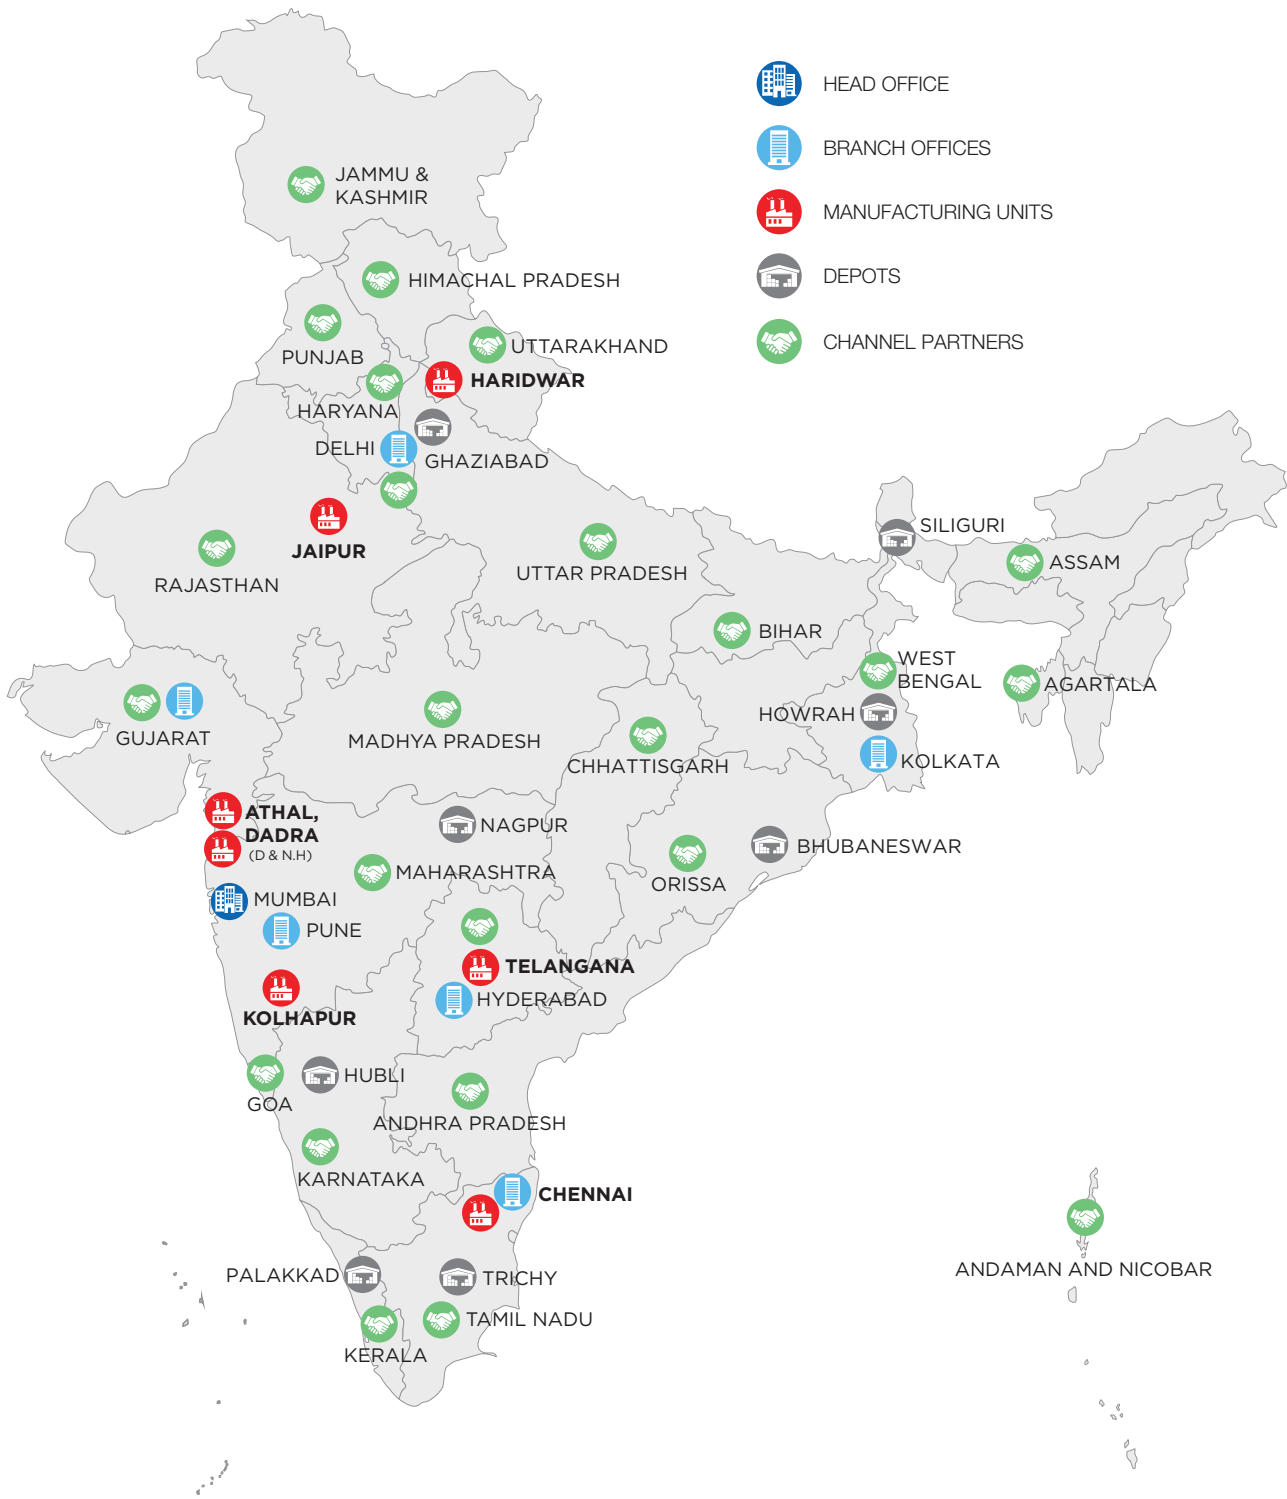 HEAD OFFICE
BRANCH OFFICES
MANUFACTURING UNITS
DEPOTS
CHANNEL PARTNERS
JAMMU &
KASHMIR
HIMACHAL PRADESH
PUNJAB
UTTARAKHAND
HARIDWAR
HARYANA
DELHI
GHAZIABAD
JAIPUR
RAJASTHAN
UTTAR PRADESH
SILIGURI
ASSAM
BIHAR
WEST
BENGAL
AGARTALA
HOWRAH
KOLKATA
GUJARAT
MADHYA PRADESH
CHHATTISGARH
ATHAL,
DADRA
(D & N.H)
NAGPUR
BHUBANESWAR
MAHARASHTRA
ORISSA
MUMBAI
PUNE
TELANGANA
HYDERABAD
KOLHAPUR
HUBLI
GOA
ANDHRA PRADESH
KARNATAKA
CHENNAI
PALAKKAD
TRICHY
ANDAMAN AND NICOBAR
TAMIL NADU
KERALA